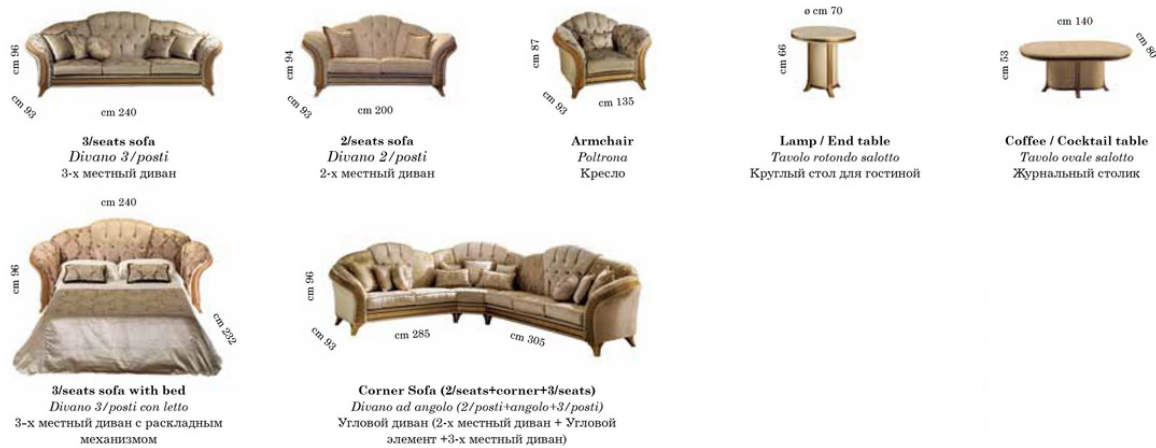 cm 96
cm 93
cm 240
3/seats sofa
Divano 3/posti
3-х местный диван
cm 94
cm 93
cm 200
2/seats sofa
Divano 2/posti
2-х местный диван
cm 87
cm 93
cm 135
Armchair
Poltrona
Кресло
ø cm 70
cm 66
Lamp / End table
Tavolo rotondo salotto
Круглый стол для гостиной
cm 140
cm 80
cm 53
Coffee / Cocktail table
Tavolo ovale salotto
Журнальный столик
cm 240
cm 96
cm 232
3/seats sofa with bed
Divano 3/posti con letto
3-х местный диван с раскладным
механизмом
cm 96
cm 93
cm 285
cm 305
Corner Sofa (2/seats+corner+3/seats)
Divano ad angolo (2/posti+angolo+3/posti)
Угловой диван (2-х местный диван + Угловой
элемент +3-х местный диван)